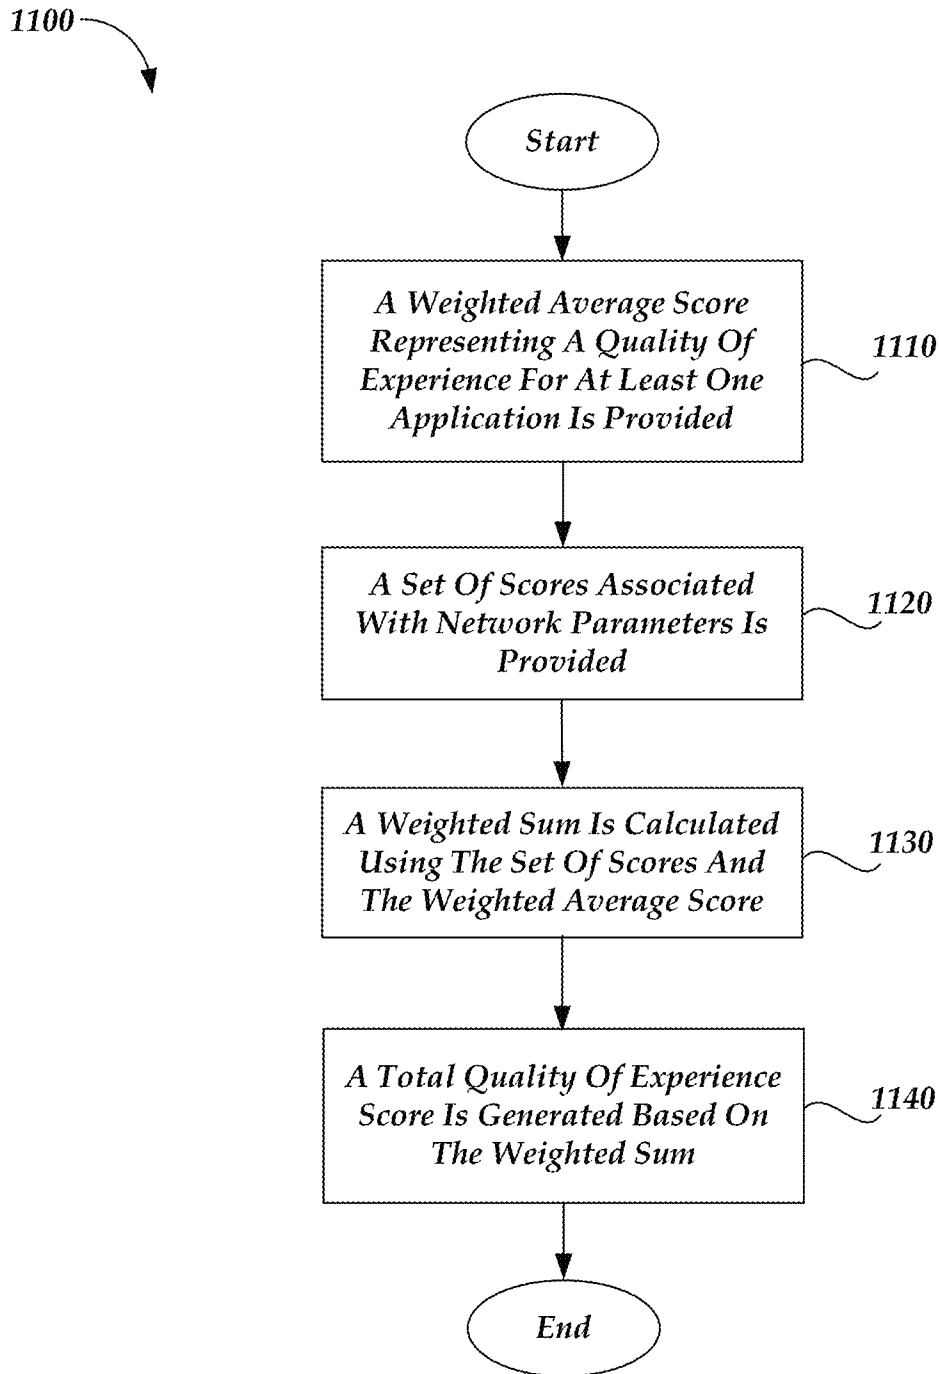 1100
Start
A Weighted Average Score
Representing A Quality Of
Experience For At Least One
Application Is Provided
1110
A Set Of Scores Associated
With Network Parameters Is
Provided
1120
A Weighted Sum Is Calculated
Using The Set Of Scores And
The Weighted Average Score
1130
A Total Quality Of Experience
Score Is Generated Based On
The Weighted Sum
1140
End